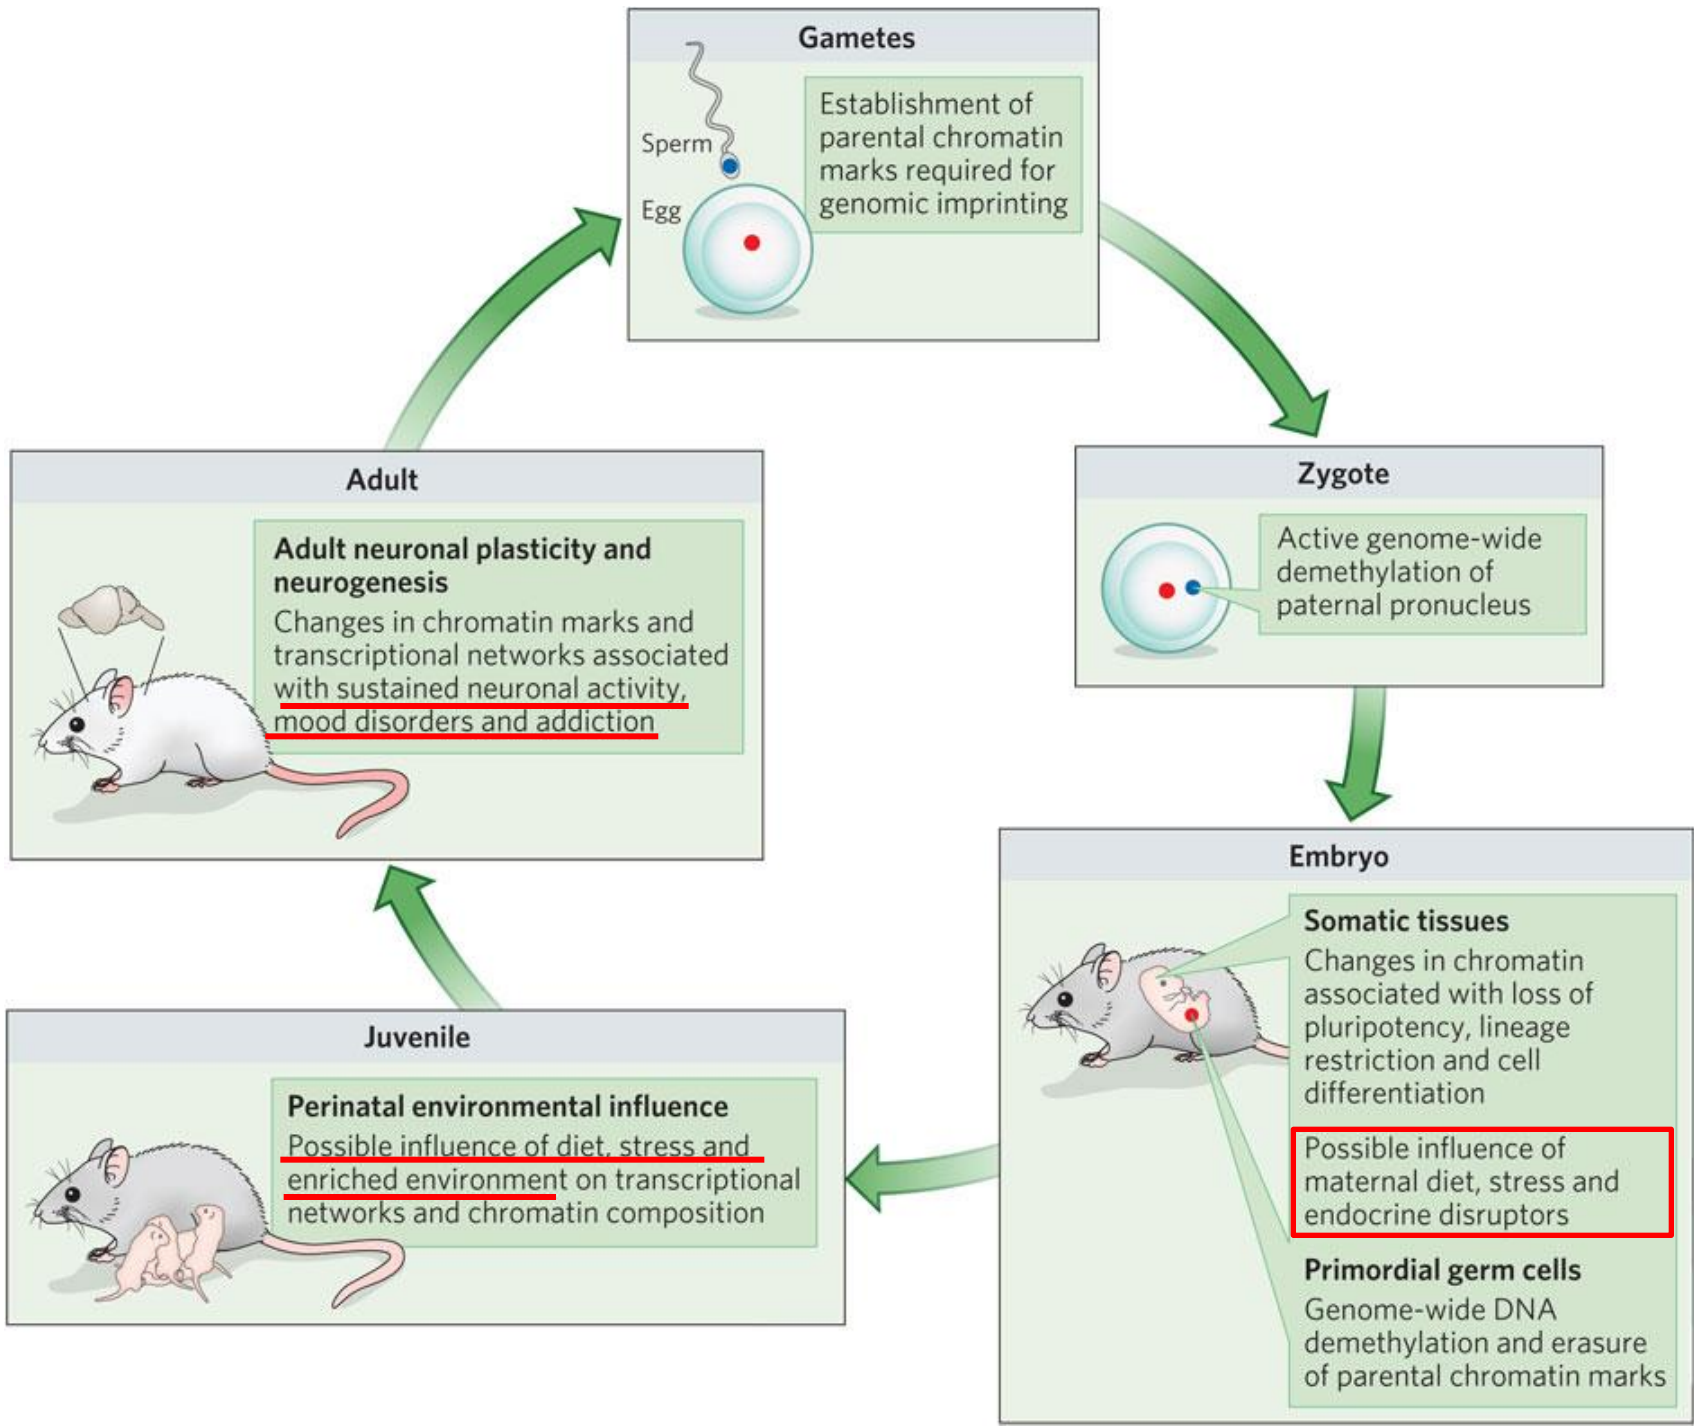 Gametes
Sperm
Egg
Establishment of
parental chromatin
marks required for
genomic imprinting
Zygote
Active genome-wide
demethylation of
paternal pronucleus
Embryo
Somatic tissues
Changes in chromatin
associated with loss of
pluripotency, lineage
restriction and cell
differentiation
Possible influence of
maternal diet, stress and
endocrine disruptors
Primordial germ cells
Genome-wide DNA
demethylation and erasure
of parental chromatin marks
Juvenile
Perinatal environmental influence
Possible influence of diet, stress and
enriched environment on transcriptional
networks and chromatin composition
Adult
Adult neuronal plasticity and
neurogenesis
Changes in chromatin marks and
transcriptional networks associated
with sustained neuronal activity,
mood disorders and addiction